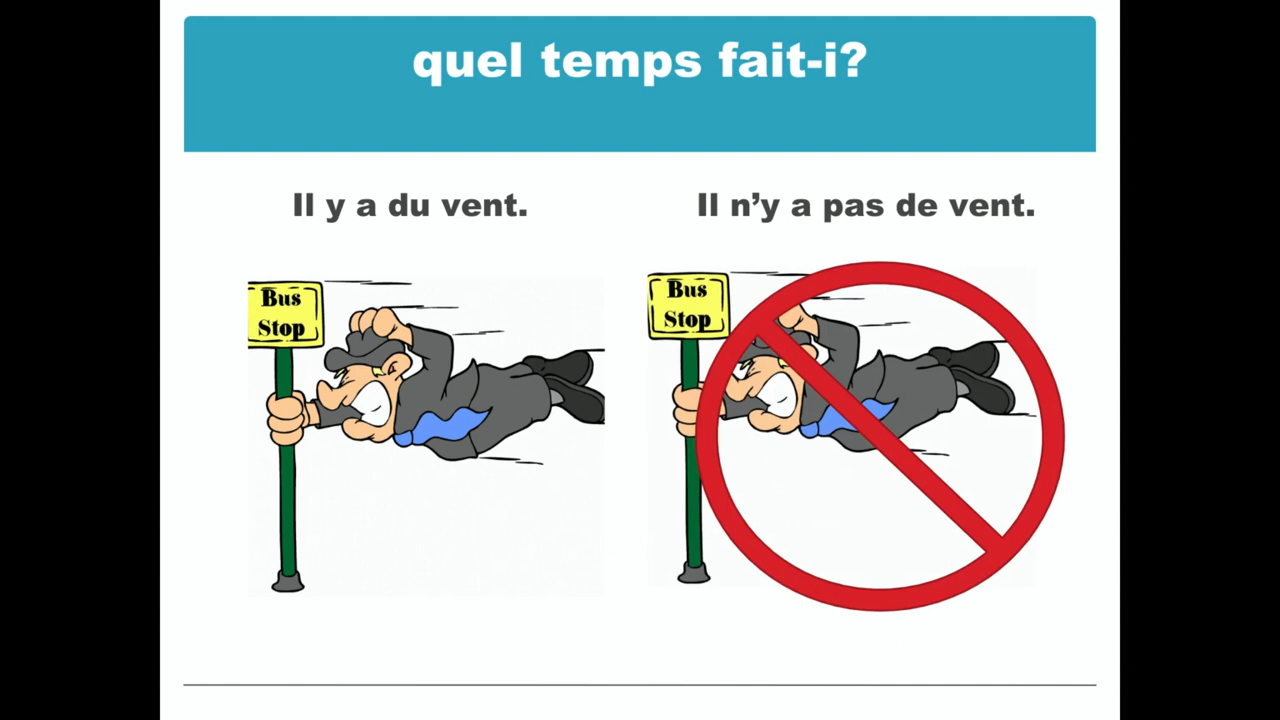 quel temps fait-i?
Il y a du vent.
Il n’y a pas de vent.
Bus
Stop
Bus
Stop